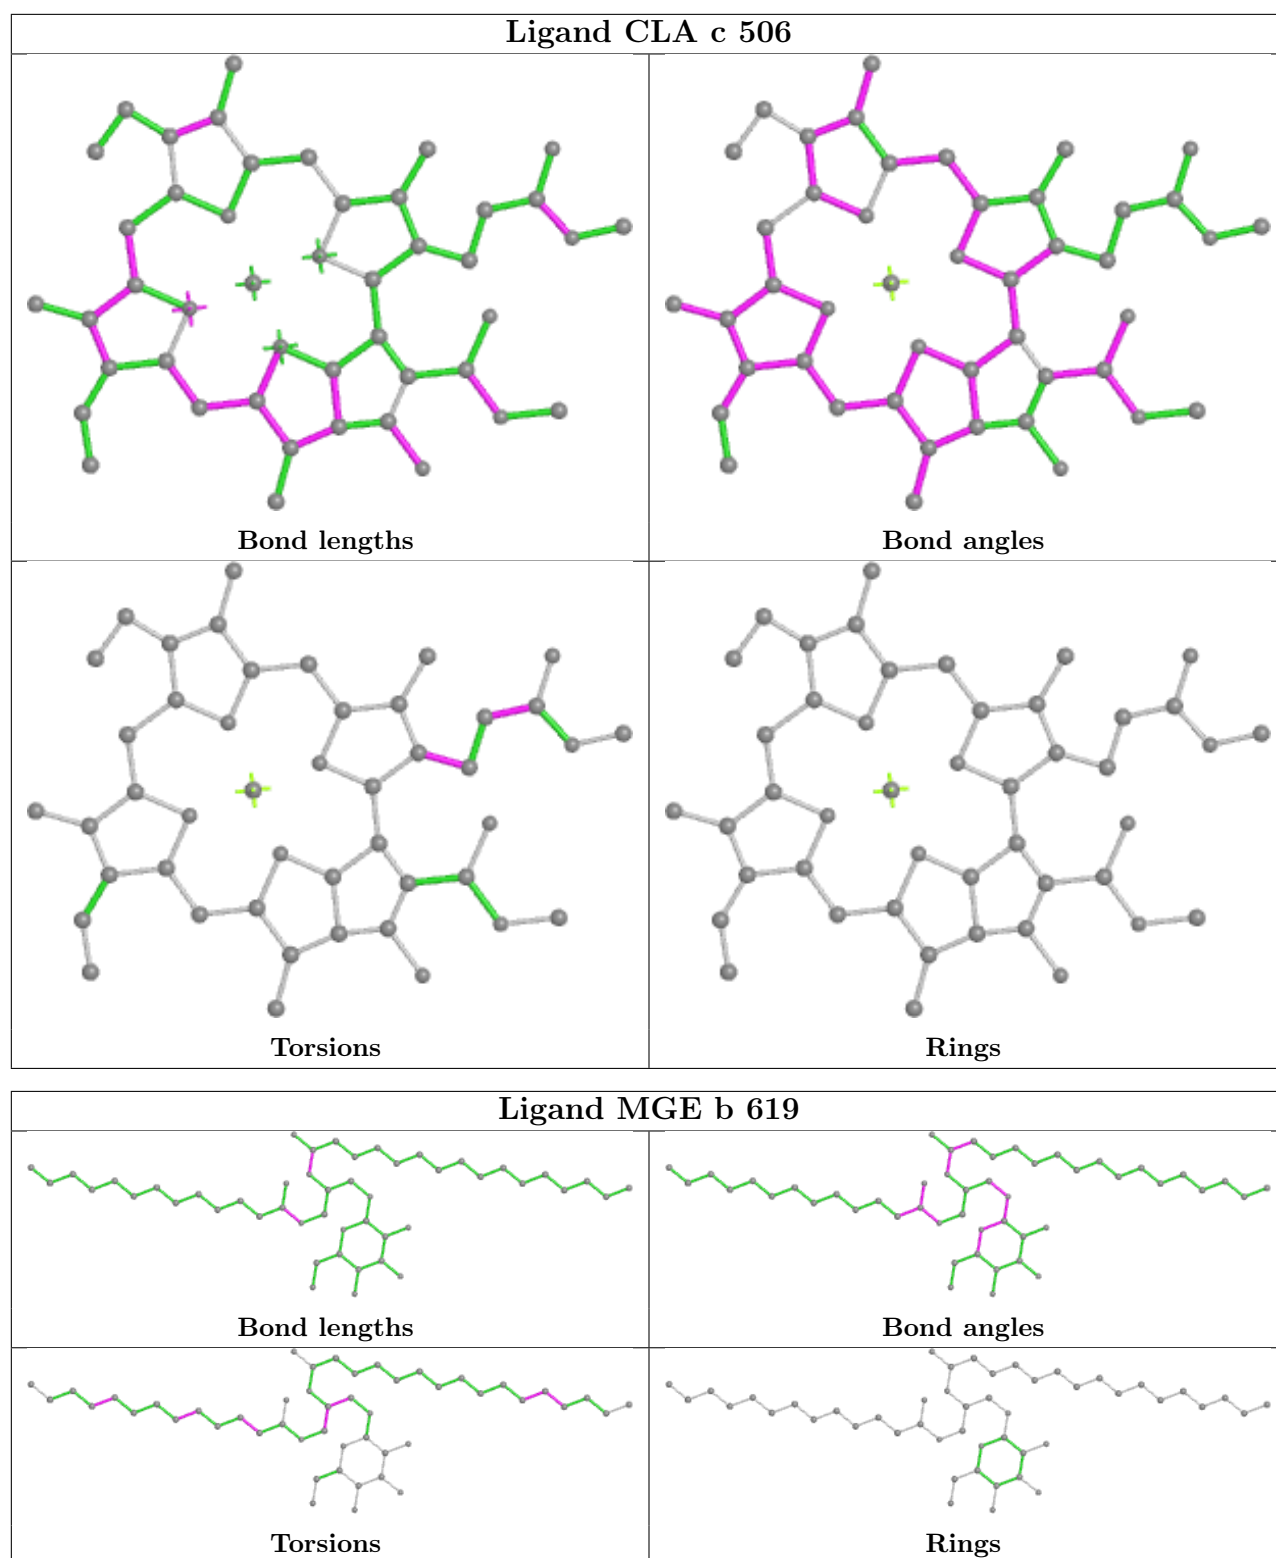 Ligand CLA c 506
Bond lengths
Bond angles
Torsions
Rings
Ligand MGE b 619
Bond lengths
Bond angles
Torsions
Rings